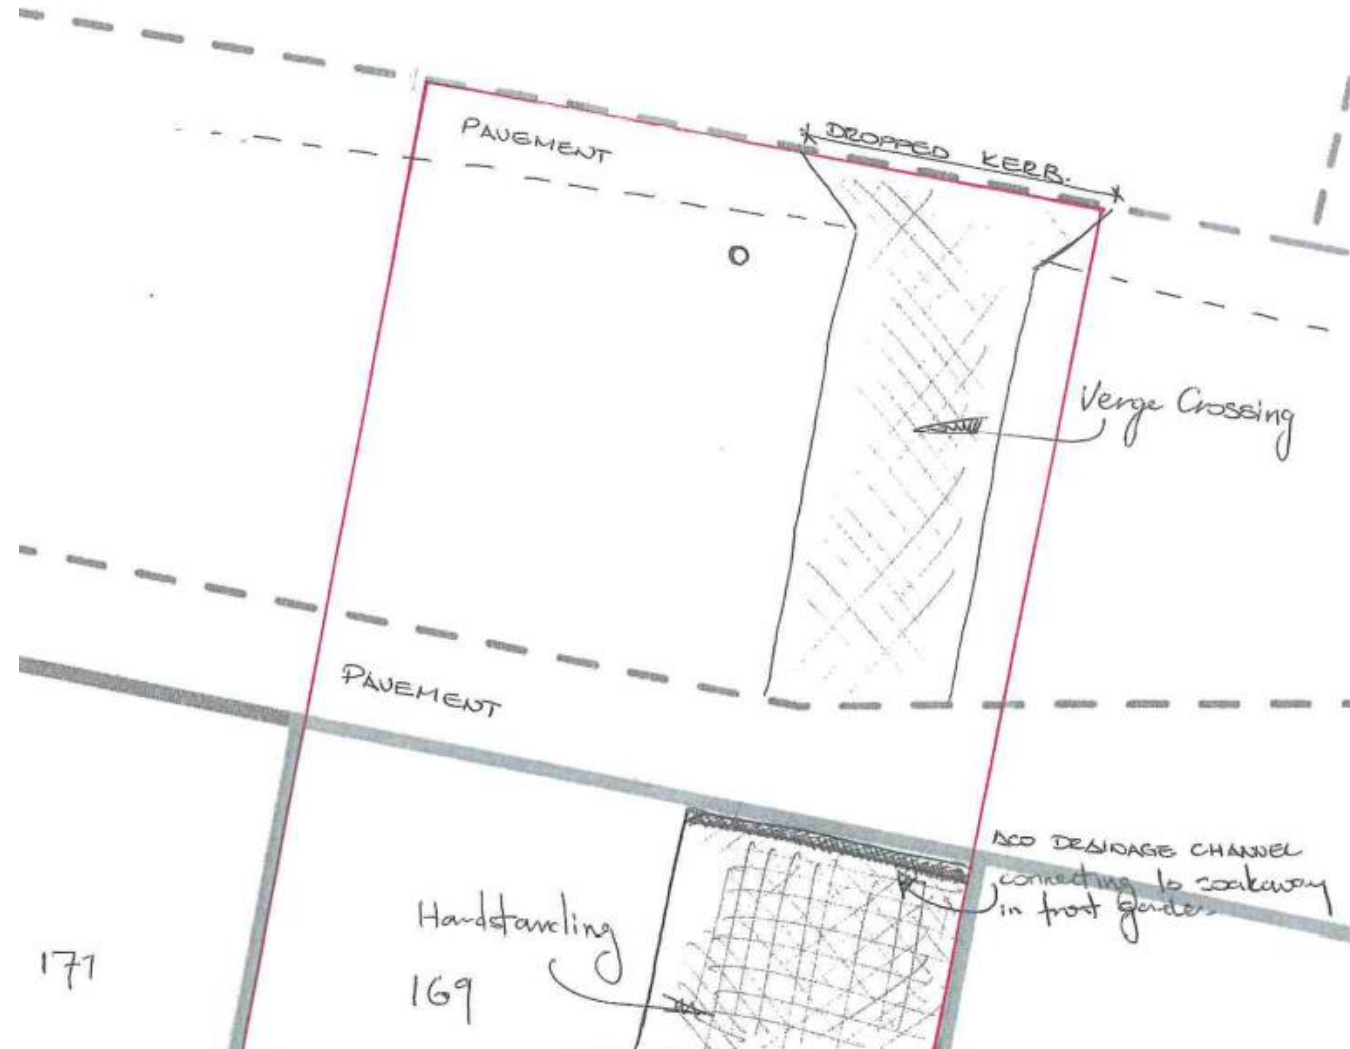 PAVEMENT
DROPPED KERB.
Verge Crossing
PAVEMENT
ACO DRAINAGE CHANNEL
connecting to soakaway
in front garden
Hardstanding
171
169